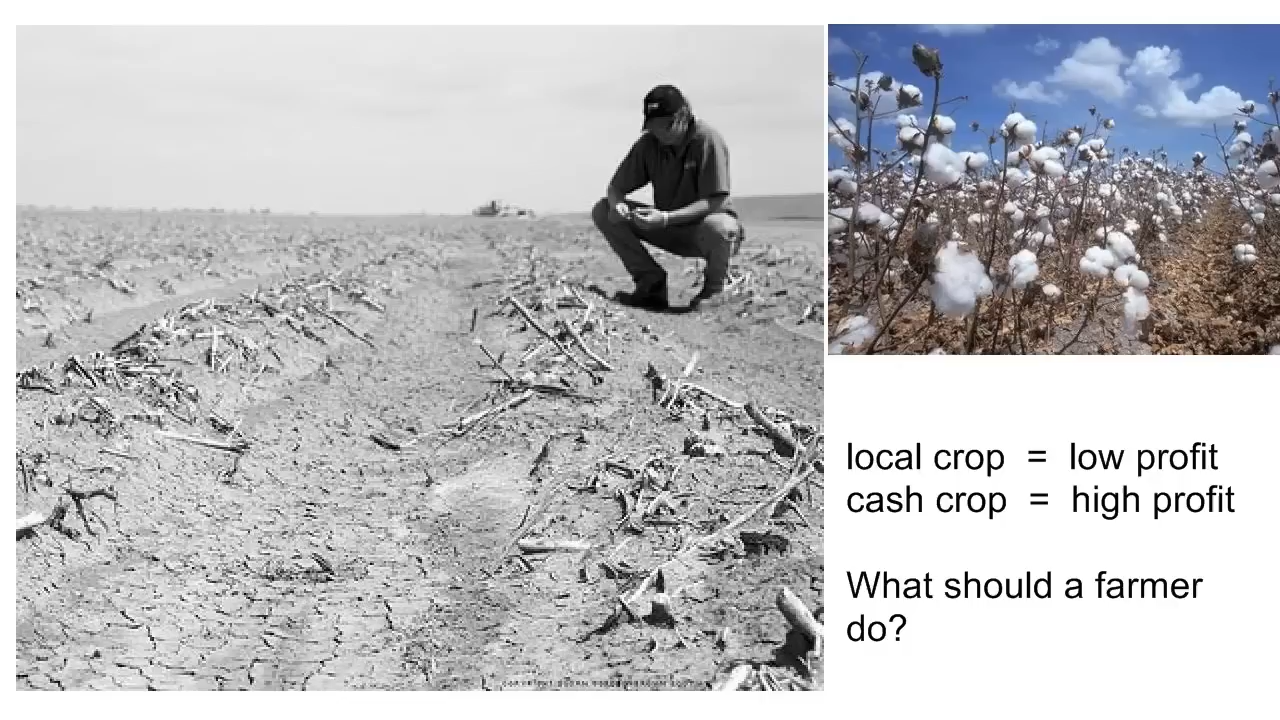 local crop = low profit
cash crop = high profit
What should a farmer
do?